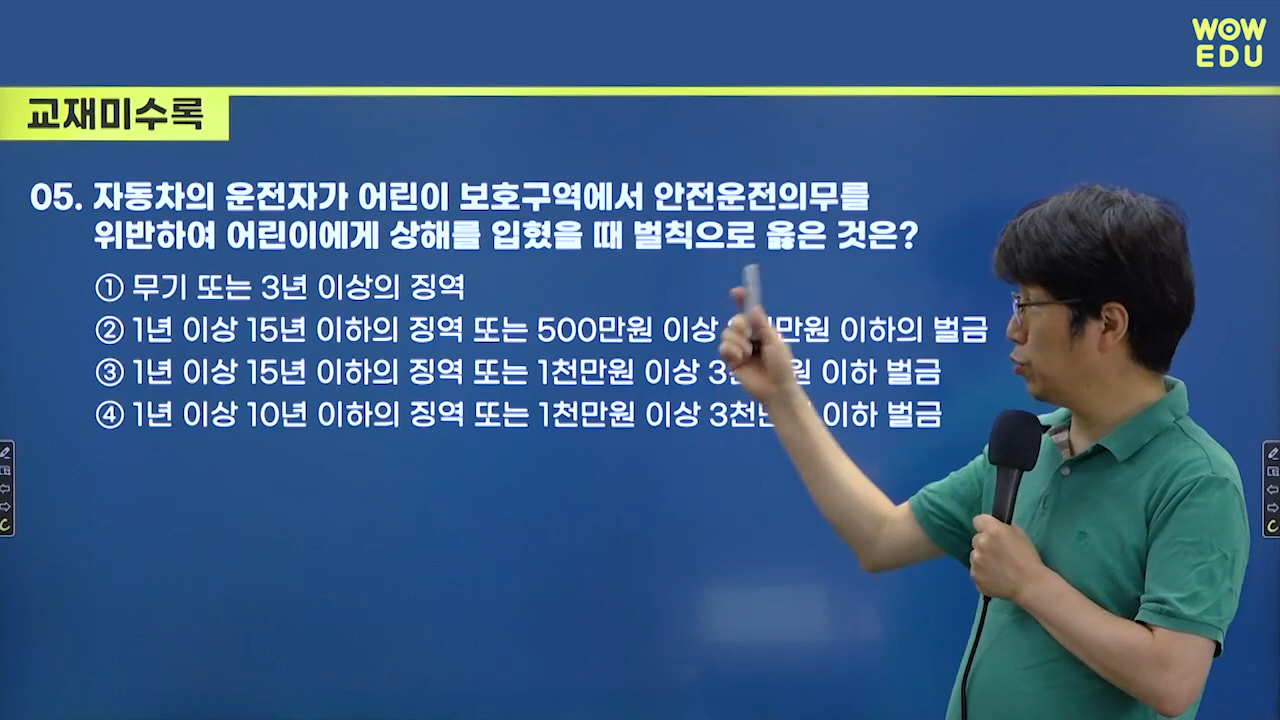 WOW
EDU
교재미수록
05. 자동차의 운전자가 어린이 보호구역에서 안전운전의무를
위반하여 어린이에게 상해를 입혔을 때 벌칙으로 옳은 것은?
① 무기 또는 3년 이상의 징역
② 1년 이상 15년 이하의 징역 또는 500만원 이상 만원 이하의 벌금
③ 1년 이상 15년 이하의 징역 또는 1천만원 이상 이하 벌금
④ 1년 이상 10년 이하의 징역 또는 1천만원 이상 이하 벌금